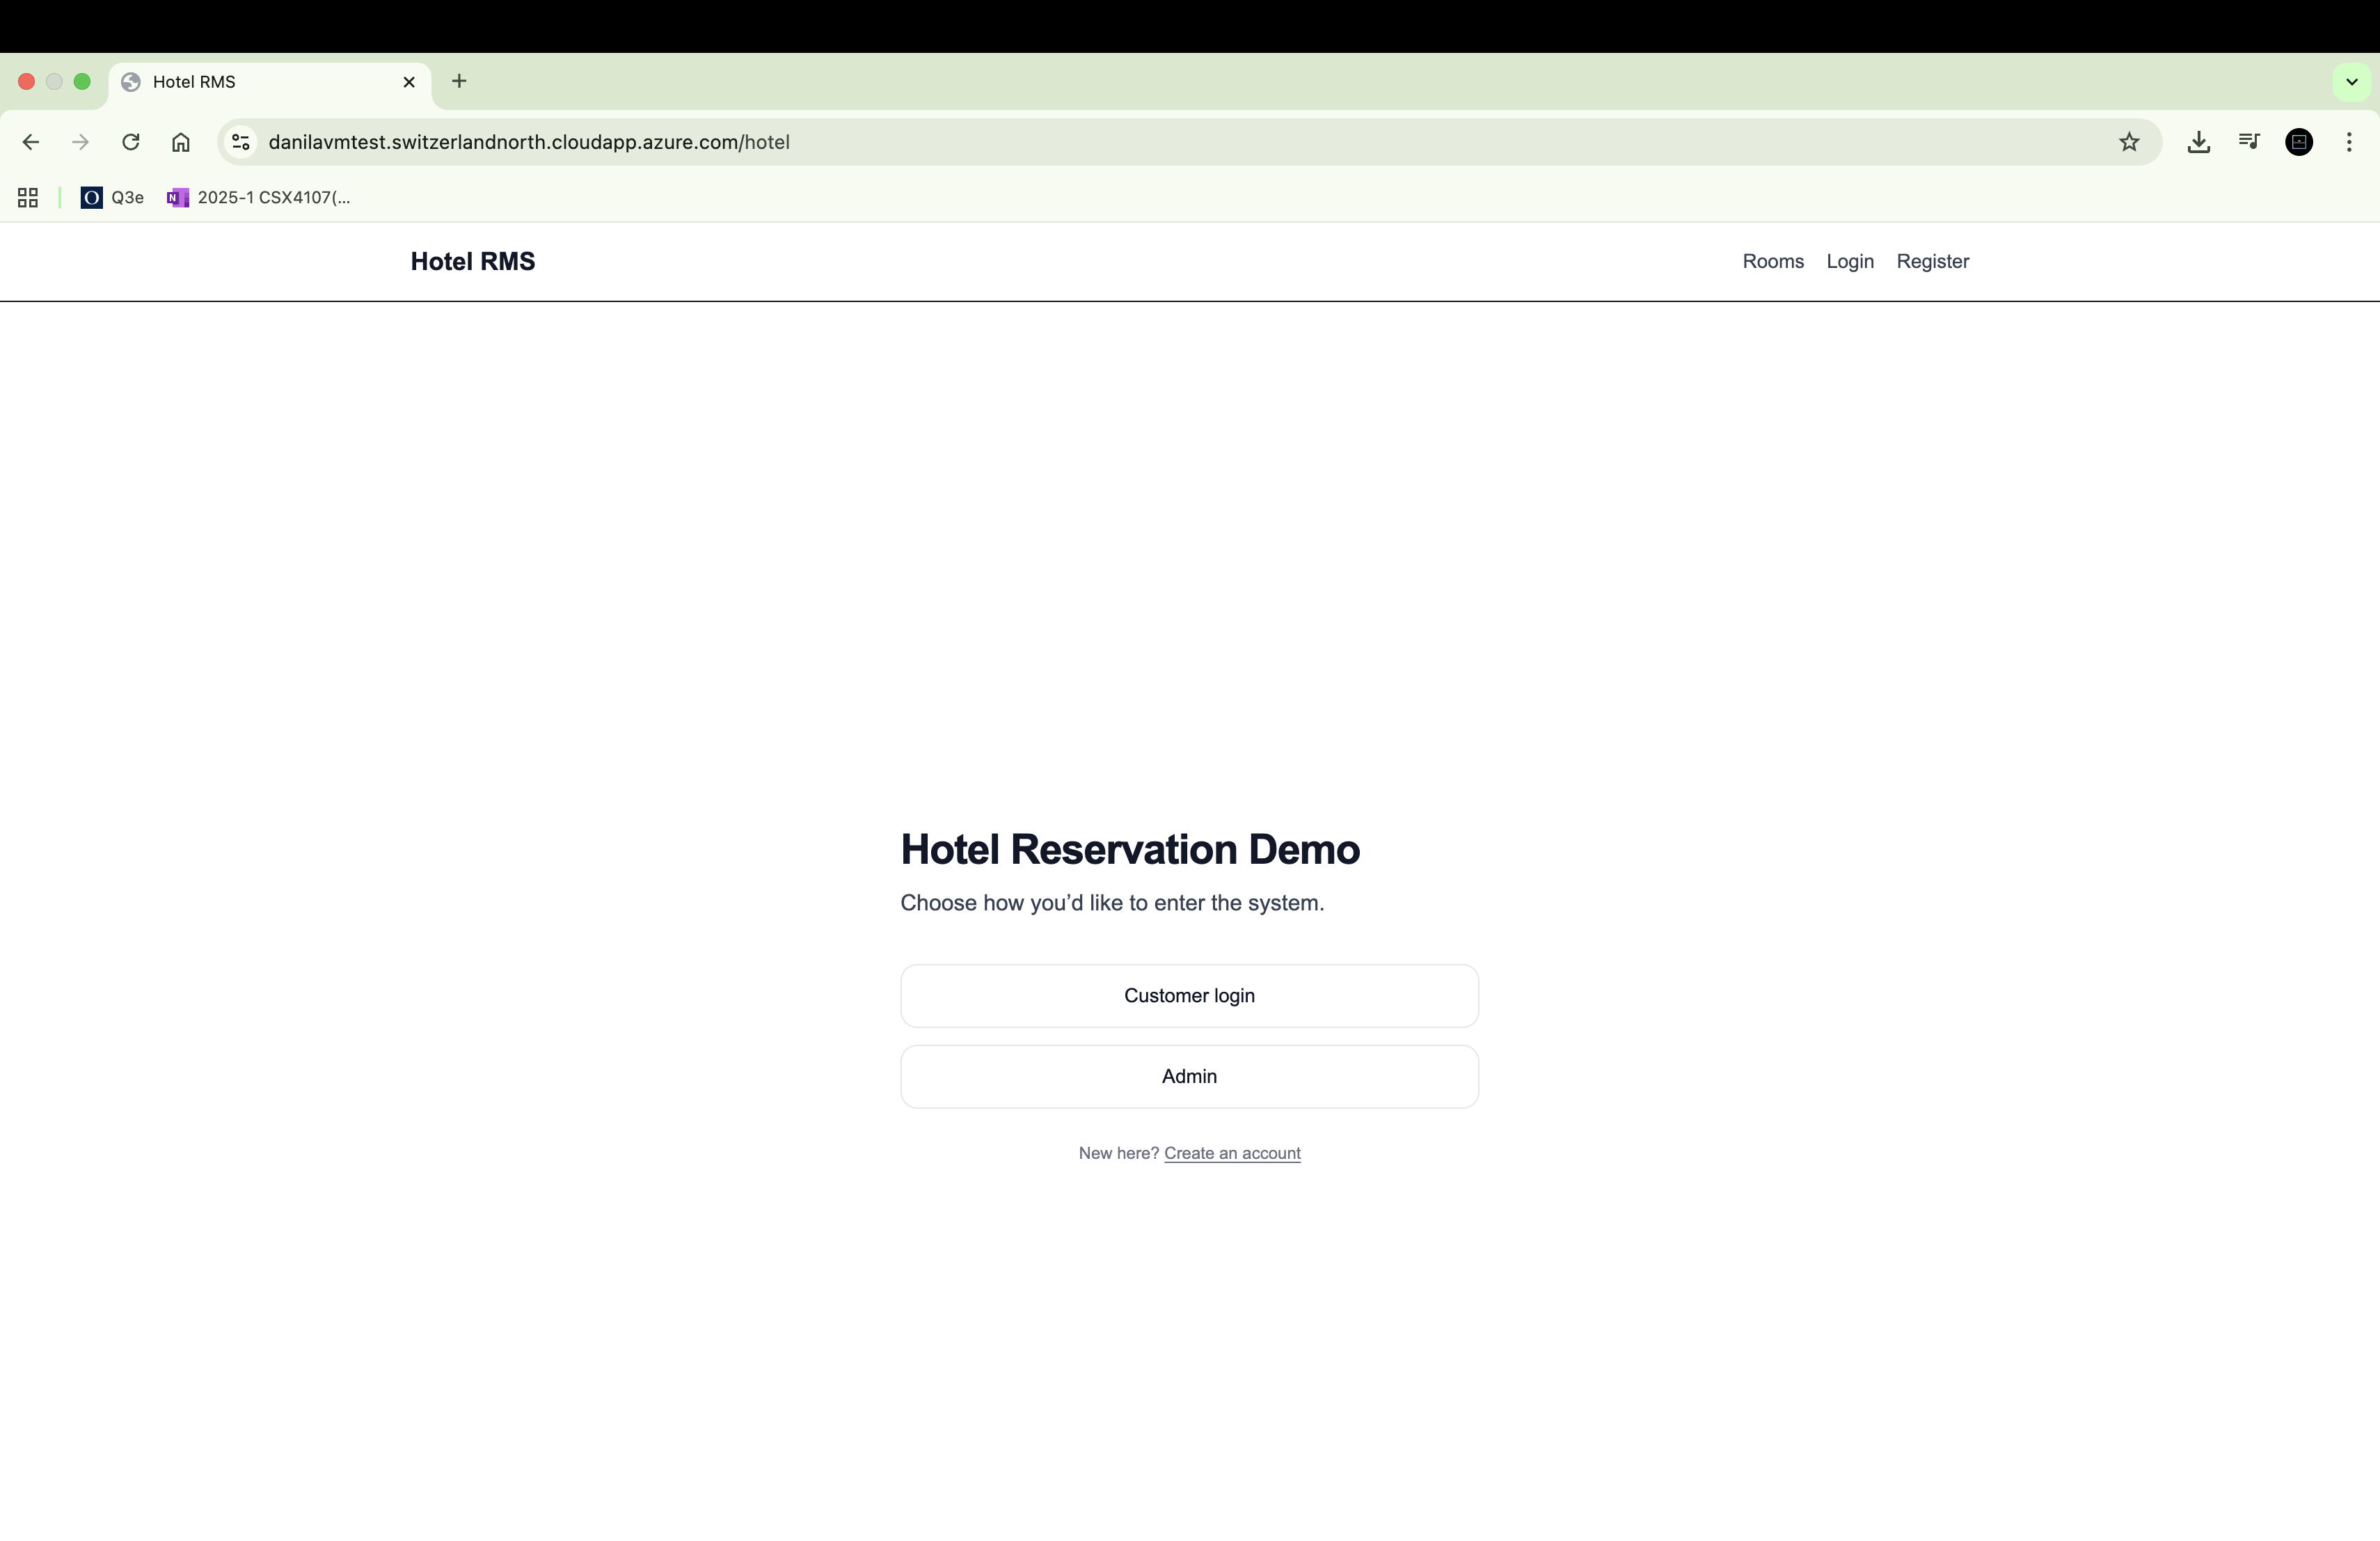 Hotel RMS
danilavmtest.switzerlandnorth.cloudapp.azure.com/hotel
Q3e
2025-1 CSX4107(...
Hotel RMS
Rooms Login Register
Hotel Reservation Demo
Choose how you’d like to enter the system.
Customer login
Admin
New here? Create an account